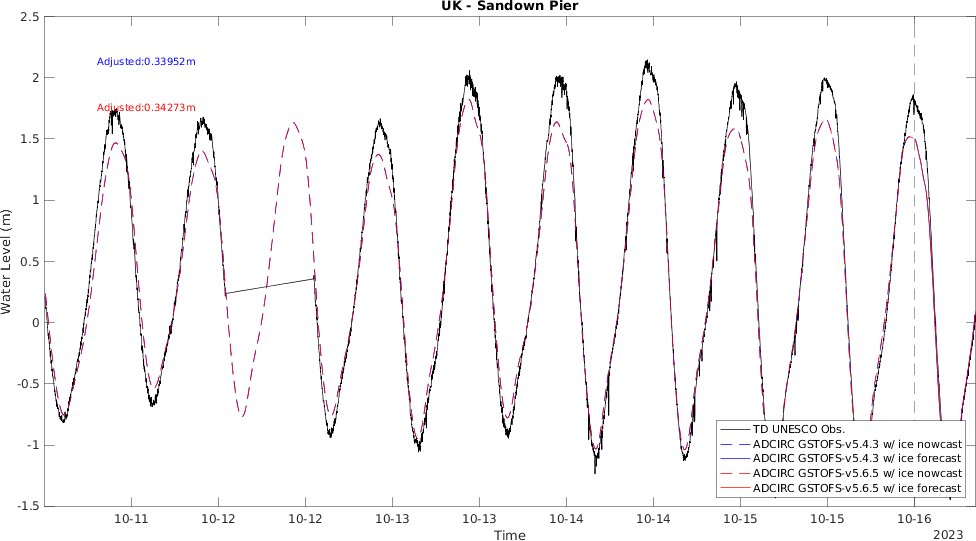 UK - Sandown Pier
2.5
2
1.5
1
0.5
0
-0.5
-1
-1.5
Water Level (m)
Adjusted:0.33952m
Adjusted:0.34273m
TD UNESCO Obs.
ADCIRC GSTOFS-v5.4.3 w/ ice nowcast
ADCIRC GSTOFS-v5.4.3 w/ ice forecast
ADCIRC GSTOFS-v5.6.5 w/ ice nowcast
ADCIRC GSTOFS-v5.6.5 w/ ice forecast
10-11 10-12 10-12 10-13 10-13 10-14 10-14 10-15 10-15 10-16
Time
2023